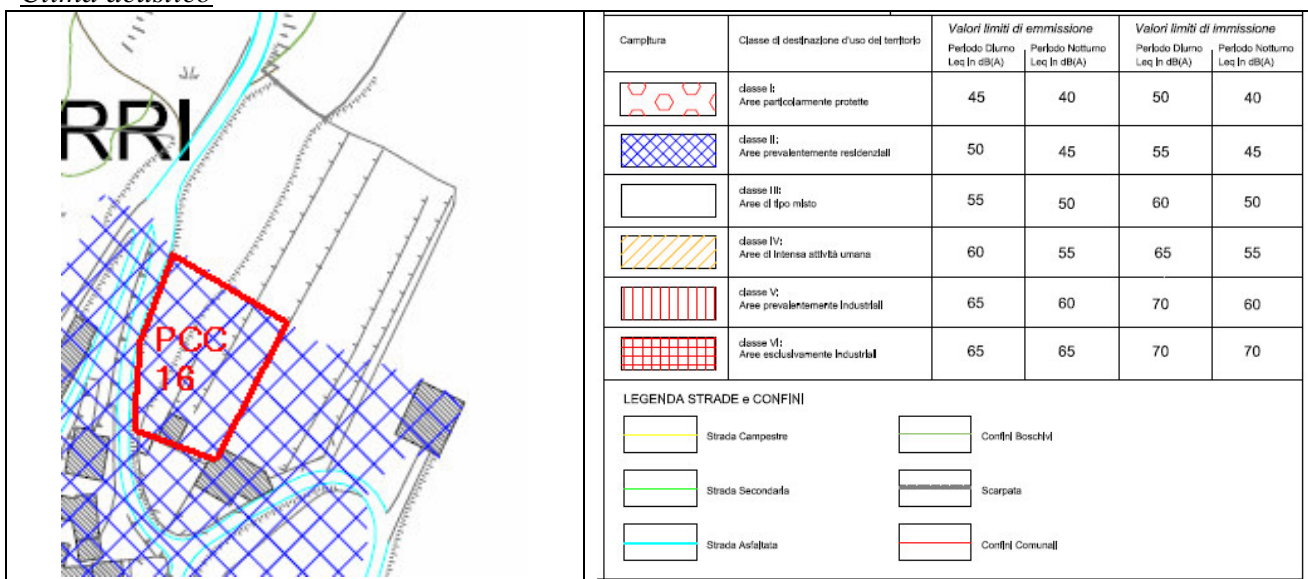 Clima acustico
RRI
PCC
16
Campitura
Classe di destinazione d'uso del territorio
Valori limiti di emmissione
Valori limiti di immissione
Periodo Diurno
Leq in dB(A)
Periodo Notturno
Leq in dB(A)
Periodo Diurno
Leq in dB(A)
Periodo Notturno
Leq in dB(A)
classe I:
Aree particolarmente protette
45
40
50
40
classe II:
Aree prevalentemente residenziali
50
45
55
45
classe III:
Aree di tipo misto
55
50
60
50
classe IV:
Aree di intensa attività umana
60
55
65
55
classe V:
Aree prevalentemente industriali
65
60
70
60
classe VI:
Aree esclusivamente industriali
65
65
70
70
LEGENDA STRADE e CONFINI
Strada Campestre
Confini Boschivi
Strada Secondaria
Scarpata
Strada Asfaltata
Confini Comunali